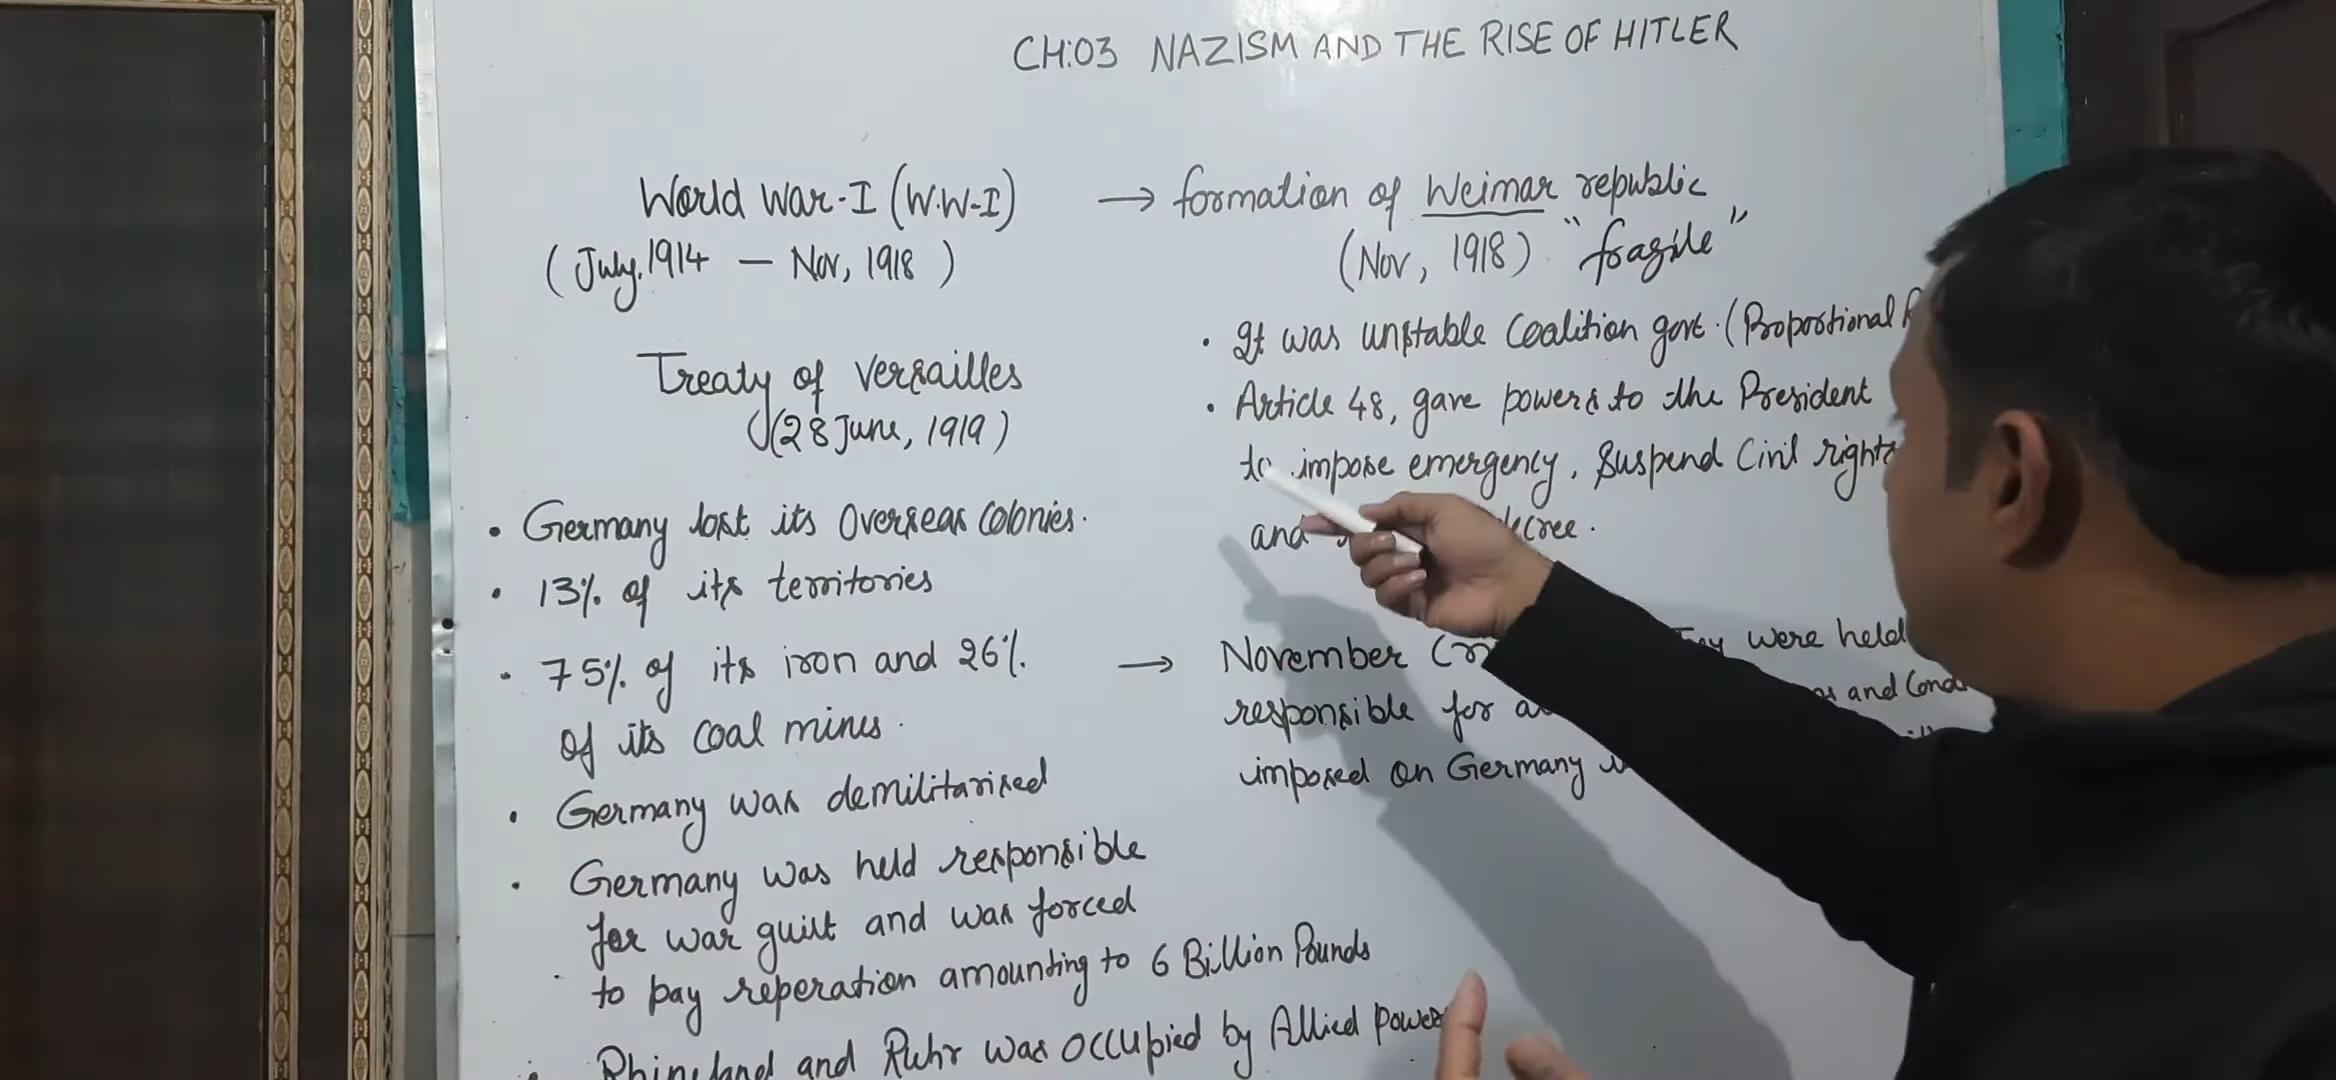 CH:03 NAZISM AND THE RISE OF HITLER
World War-I (W.W-I)
(July, 1914 — Nov, 1918)
Treaty of Versailles
(28 June, 1919)
• Germany lost its Overseas Colonies.
• 13% of its territories
• 75% of its iron and 26%
of its coal mines.
• Germany was demilitarised
• Germany was held responsible
for war guilt and was forced
to pay reperation amounting to 6 Billion Pounds
• Rhineland and Ruhr was occupied by Allied Power
→ formation of Weimar republic
(Nov, 1918) "fragile"
• It was unstable Coalition govt. (Proportional
• Article 48, gave powers to the President
to impose emergency, Suspend Civil rights
and
→ November were held
responsible for and
imposed on Germany